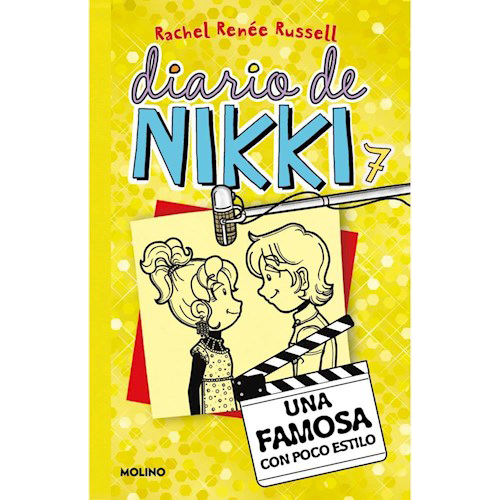 Rachel Renée Russell
diario de
NIKKI 7
UNA
FAMOSA
CON POCO ESTILO
MOLINO